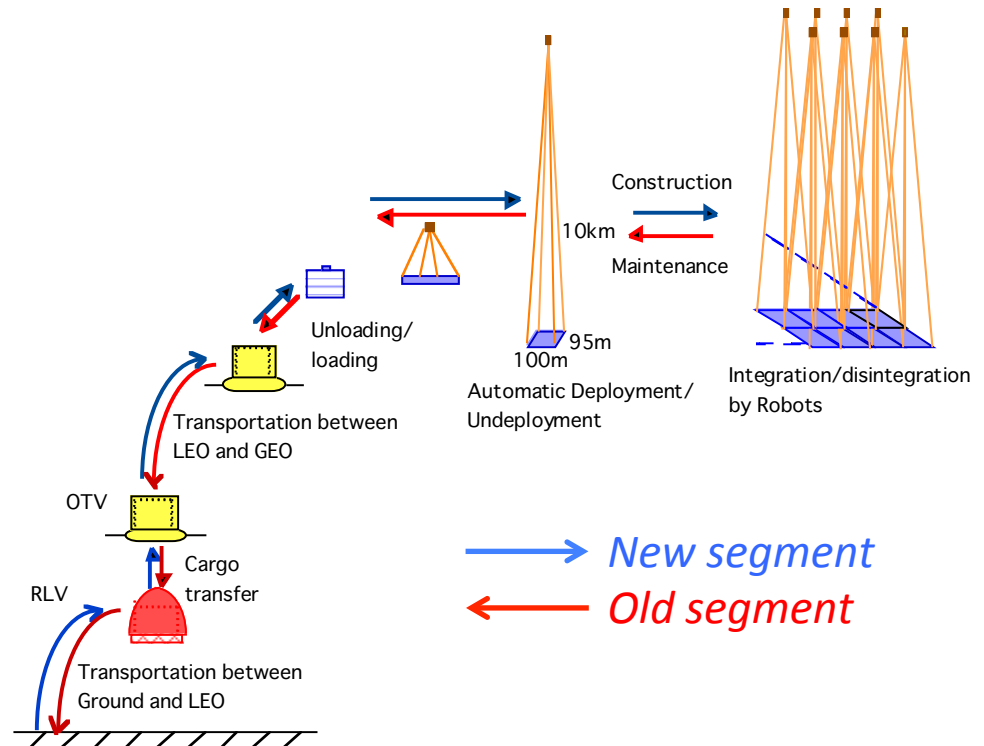 Construction
10km
Maintenance
Unloading/
loading
95m
100m
Automatic Deployment/
Undeployment
Integration/disintegration
by Robots
Transportation between
LEO and GEO
OTV
Cargo
transfer
RLV
New segment
Old segment
Transportation between
Ground and LEO